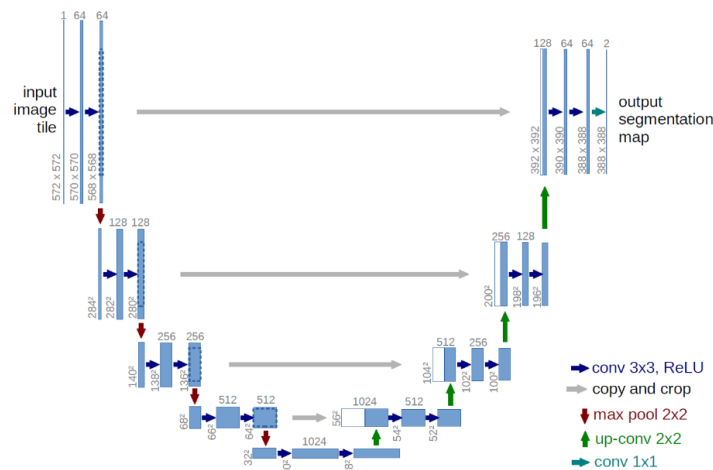 1 64 64
128 64 64 2
input
image
tile
output
segmentation
map
572 x 572
570 x 570
568 x 568
392 x 392
390 x 390
388 x 388
388 x 388
128 128
256 128
284²
282²
280²
200²
198²
196²
256 256
512 256
140²
138²
136²
104²
102²
100²
512 512
1024 512
68²
66²
64²
56²
54²
52²
1024
32²
0²
8²
conv 3x3, ReLU
copy and crop
max pool 2x2
up-conv 2x2
conv 1x1